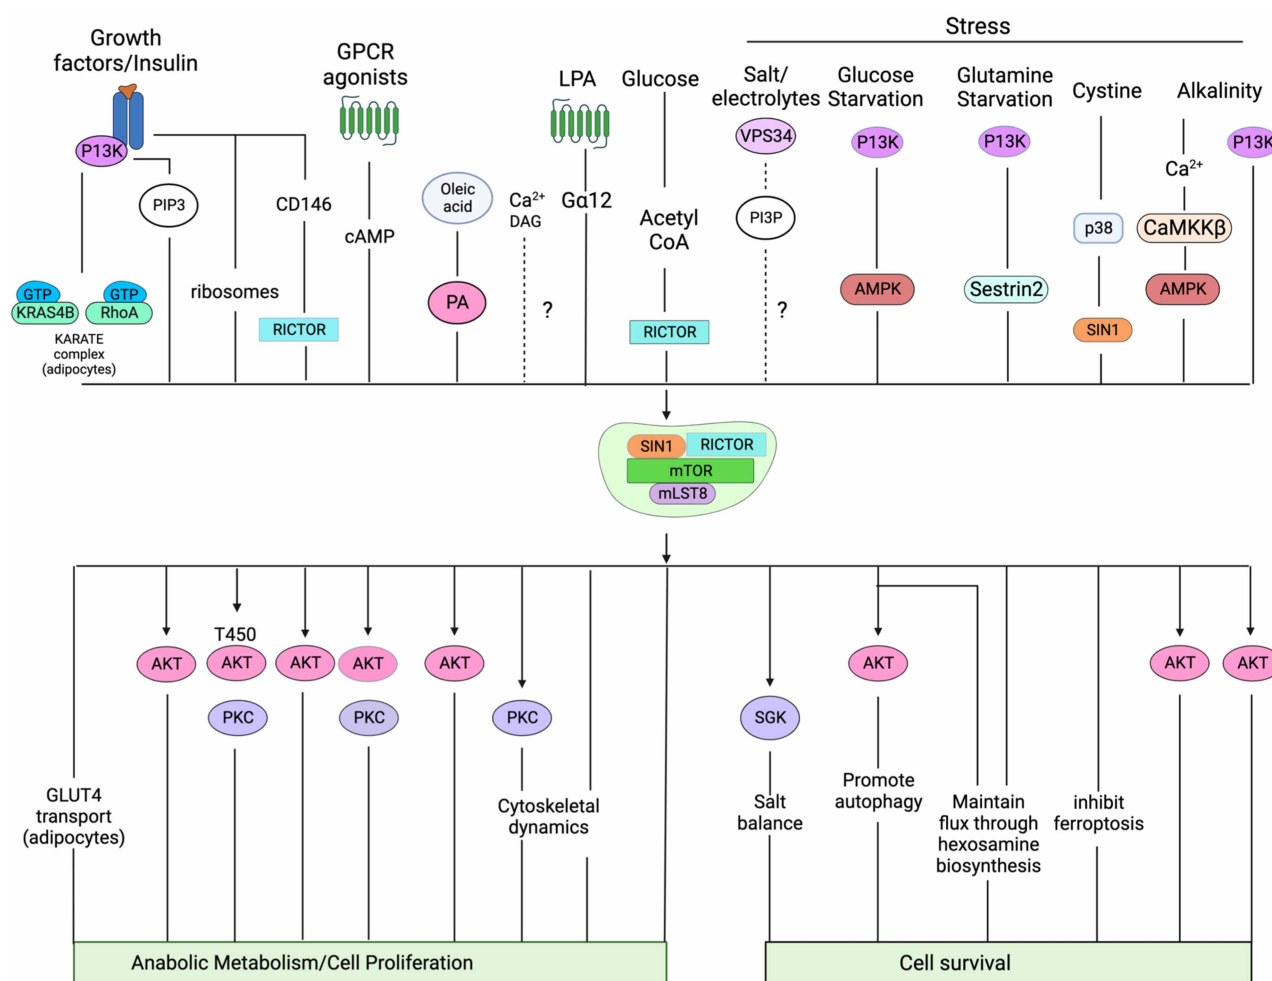 Stress
Growth
factors/Insulin
GPCR
agonists
LPA
Glucose
Salt/
electrolytes
Glucose
Starvation
Glutamine
Starvation
Cystine
Alkalinity
P13K
VPS34
P13K
P13K
P13K
Ca2+
PIP3
CD146
cAMP
Oleic
acid
Ca2+
DAG
Gα12
Acetyl
CoA
PI3P
p38
CaMKKβ
GTP
GTP
KRAS4B
RhoA
KARATE
complex
(adipocytes)
ribosomes
RICTOR
PA
?
RICTOR
?
AMPK
Sestrin2
SIN1
AMPK
SIN1
RICTOR
mTOR
mLST8
T450
AKT
AKT
AKT
AKT
AKT
AKT
AKT
AKT
PKC
PKC
PKC
SGK
GLUT4
transport
(adipocytes)
Cytoskeletal
dynamics
Salt
balance
Promote
autophagy
Maintain
flux through
hexosamine
biosynthesis
inhibit
ferroptosis
Anabolic Metabolism/Cell Proliferation
Cell survival